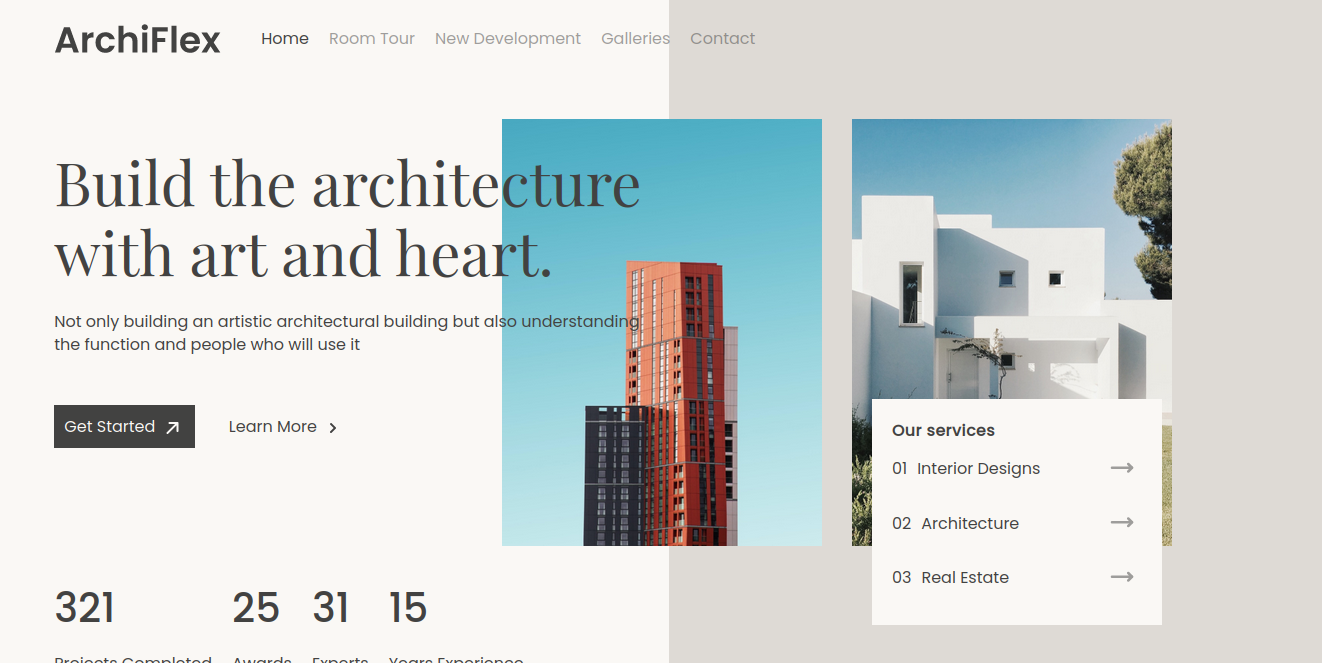 ArchiFlex
Home Room Tour New Development Galleries Contact
Build the architecture
with art and heart.
Not only building an artistic architectural building but also understanding
the function and people who will use it
Get Started
Learn More
Our services
01 Interior Designs
02 Architecture
03 Real Estate
321 25 31 15
Projects Completed Awards Experts Years Experience